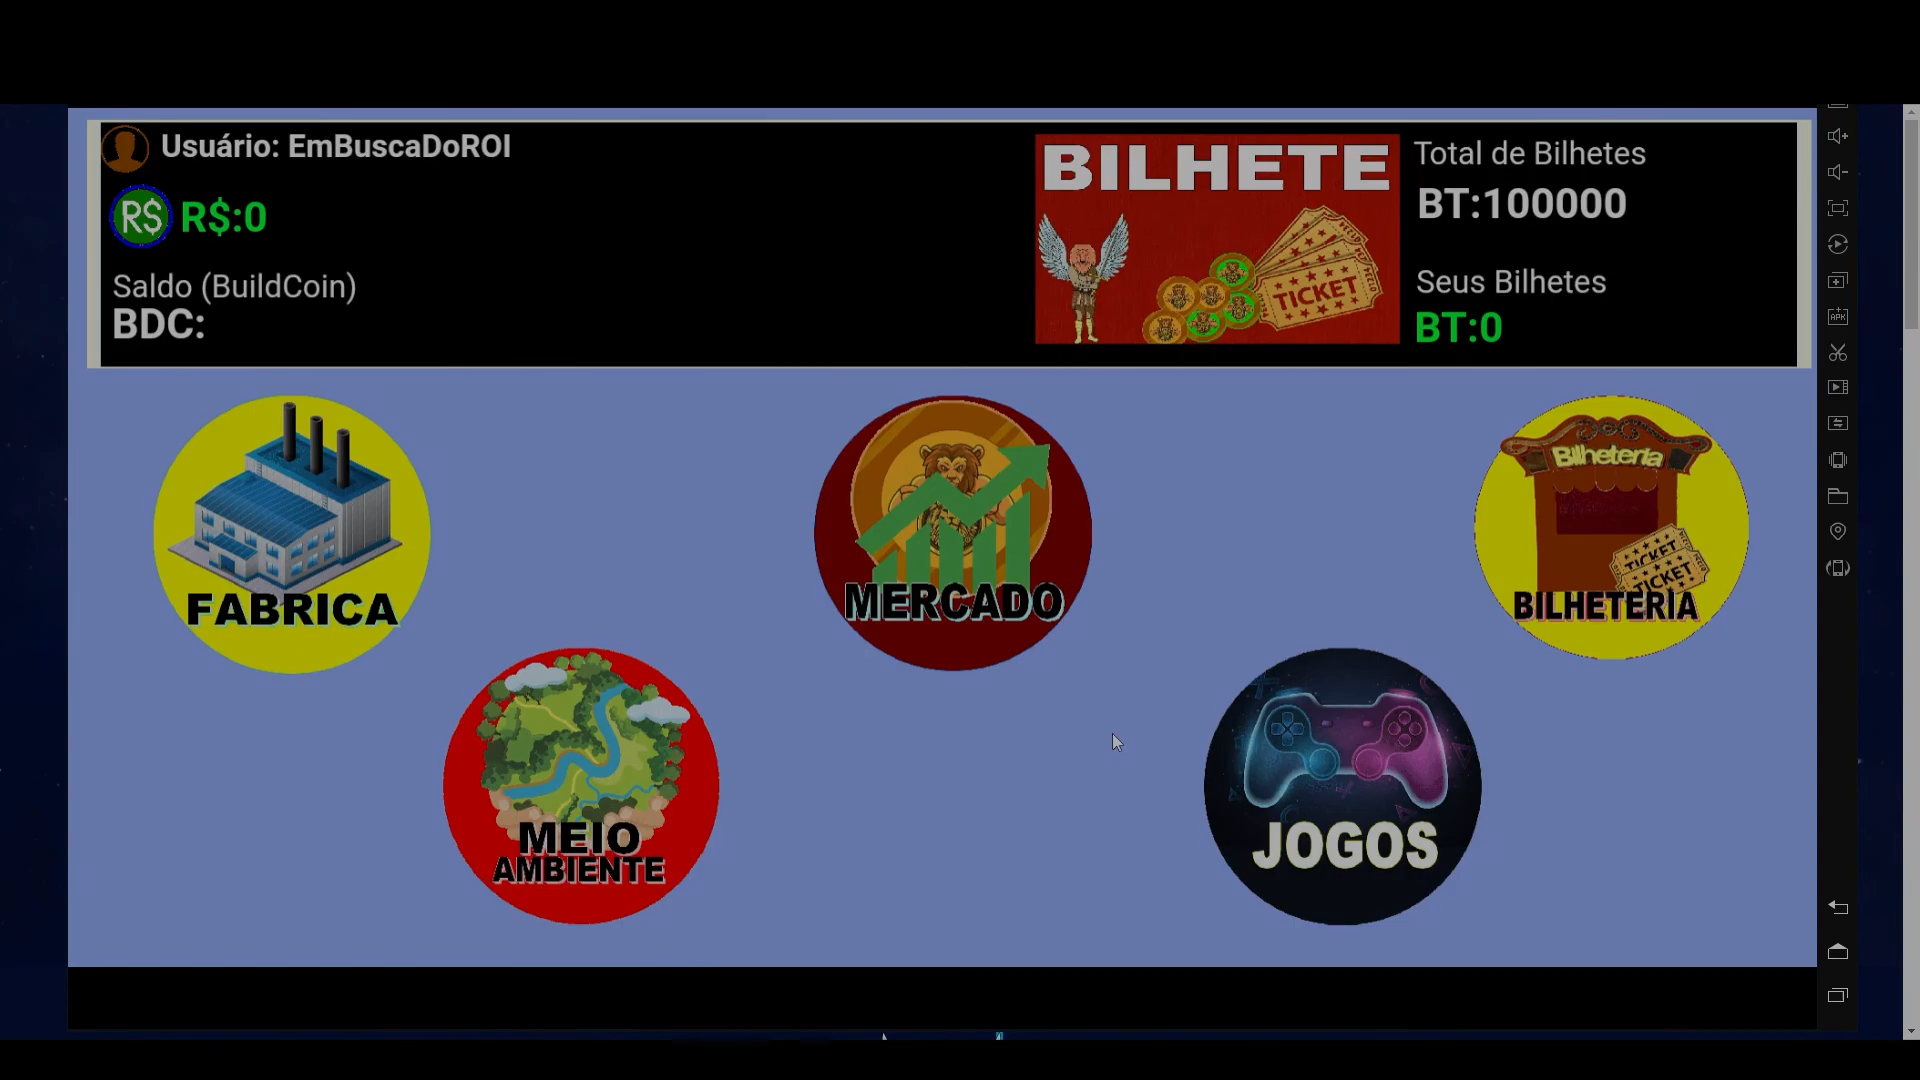 Usuário: EmBuscaDoROI
R$ R$:0
Saldo (BuildCoin)
BDC:
BILHETE
TICKET
Total de Bilhetes
BT:100000
Seus Bilhetes
BT:0
FABRICA
MERCADO
Bilheteria
TICKET
TICKET
BILHETERIA
MEIO
AMBIENTE
JOGOS
APK